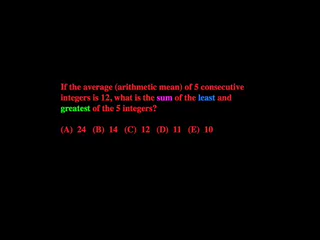 If the average (arithmetic mean) of 5 consecutive
integers is 12, what is the sum of the least and
greatest of the 5 integers?
(A) 24 (B) 14 (C) 12 (D) 11 (E) 10